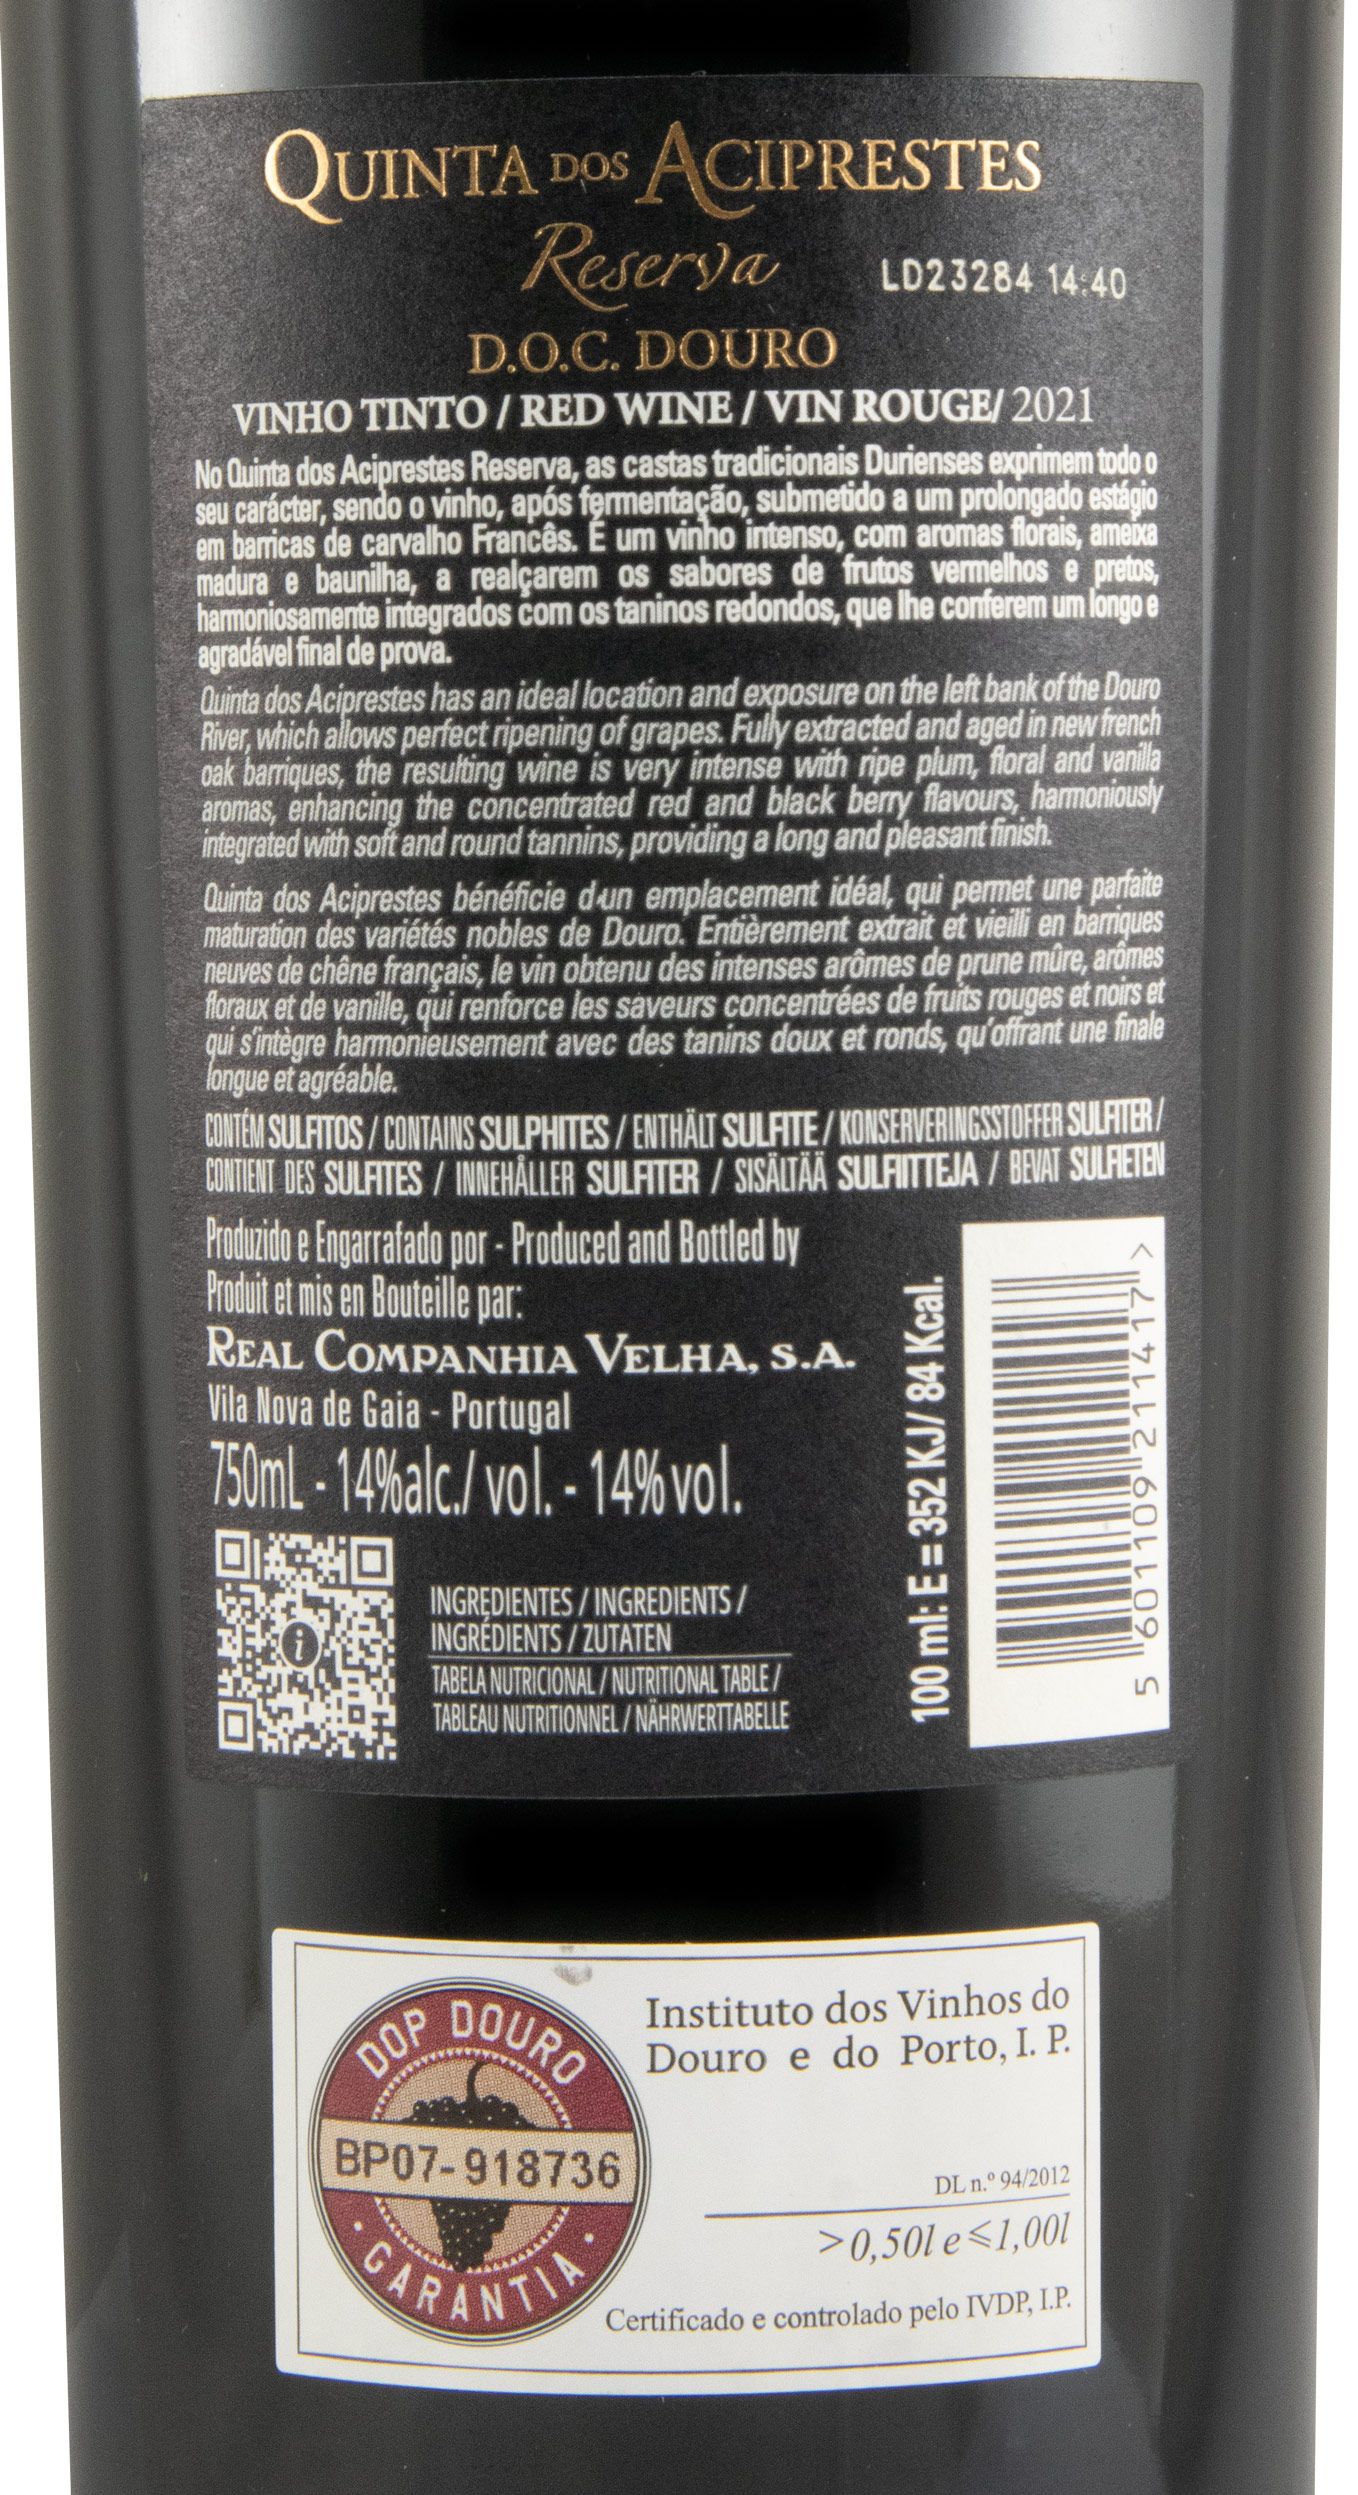 QUINTA DOS ACIPRESTES
Reserva
LD23284 14:40
D.O.C. DOURO
VINHO TINTO / RED WINE / VIN ROUGE/ 2021
No Quinta dos Aciprestes Reserva, as castas tradicionais Durienses exprimem todo o
seu carácter, sendo o vinho, após fermentação, submetido a um prolongado estágio
em barricas de carvalho Francês. É um vinho intenso, com aromas florais, ameixa
madura e baunilha, a realçarem os sabores de frutos vermelhos e pretos,
harmoniosamente integrados com os taninos redondos, que lhe conferem um longo e
agradável final de prova.
Quinta dos Aciprestes has an ideal location and exposure on the left bank of the Douro
River, which allows perfect ripening of grapes. Fully extracted and aged in new french
oak barriques, the resulting wine is very intense with ripe plum, floral and vanilla
aromas, enhancing the concentrated red and black berry flavours, harmoniously
integrated with soft and round tannins, providing a long and pleasant finish.
Quinta dos Aciprestes bénéficie d‹un emplacement idéal, qui permet une parfaite
maturation des variétés nobles de Douro. Entièrement extrait et vieilli en barriques
neuves de chêne français, le vin obtenu des intenses arômes de prune mûre, arômes
floraux et de vanille, qui renforce les saveurs concentrées de fruits rouges et noirs et
qui s'intègre harmonieusement avec des tanins doux et ronds, qu'offrant une finale
longue et agréable.
CONTÉM SULFITOS / CONTAINS SULPHITES / ENTHÄLT SULFITE / KONSERVERINGSSTOFFER SULFITER /
CONTIENT DES SULFITES / INNEHÅLLER SULFITER / SISÄLTÄÄ SULFIITTEJA / BEVAT SULFIETEN
Produzido e Engarrafado por - Produced and Bottled by
Produit et mis en Bouteille par:
REAL COMPANHIA VELHA, S.A.
Vila Nova de Gaia - Portugal
750mL - 14%alc./ vol. - 14% vol.
INGREDIENTES / INGREDIENTS /
INGRÉDIENTS / ZUTATEN
TABELA NUTRICIONAL / NUTRITIONAL TABLE /
TABLEAU NUTRITIONNEL / NÄHRWERTTABELLE
100 ml: E = 352 KJ/ 84 Kcal.
5 601109 211417 >
DOP DOURO
BP07-918736
GARANTIA
Instituto dos Vinhos do
Douro e do Porto, I. P.
DL n.º 94/2012
>0,50l e ⩽1,00l
Certificado e controlado pelo IVDP, I.P.